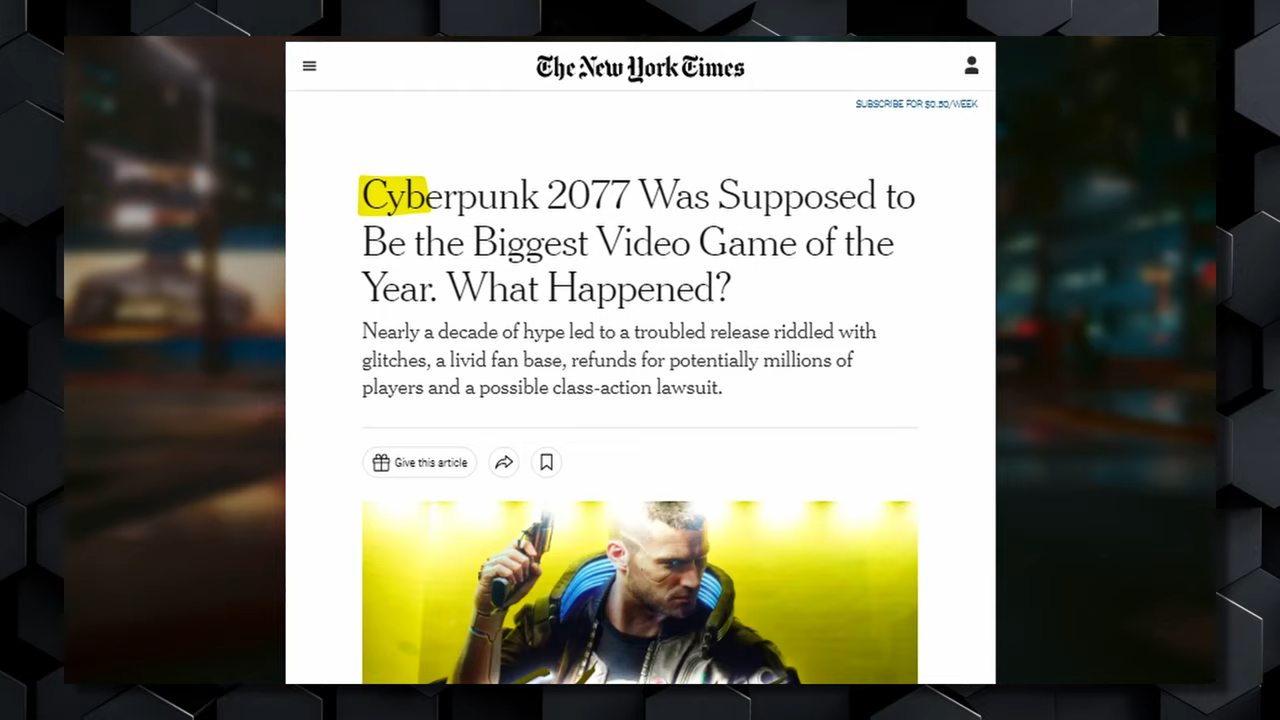 The New York Times
SUBSCRIBE FOR $0.50/WEEK
Cyberpunk 2077 Was Supposed to
Be the Biggest Video Game of the
Year. What Happened?
Nearly a decade of hype led to a troubled release riddled with
glitches, a livid fan base, refunds for potentially millions of
players and a possible class-action lawsuit.
Give this article